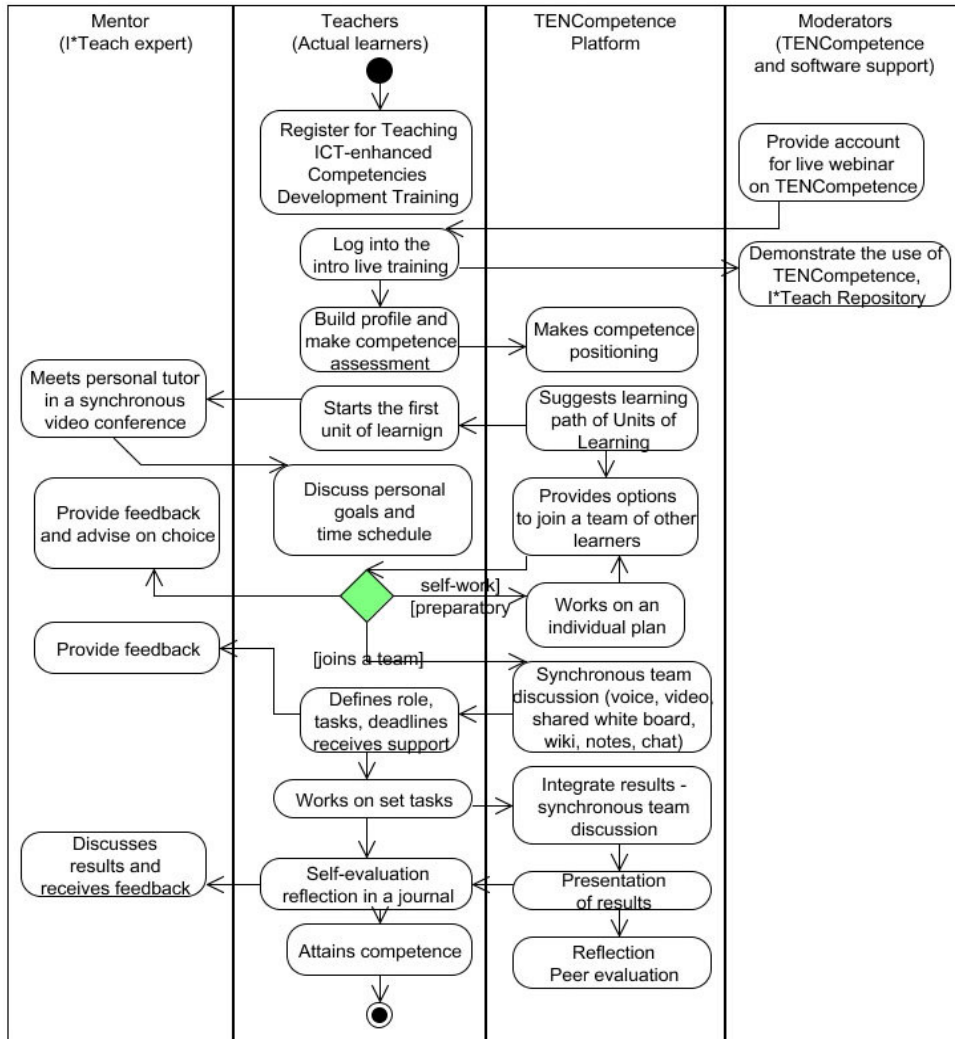 Mentor
(I*Teach expert)
Teachers
(Actual learners)
TENCompetence
Platform
Moderators
(TENCompetence
and software support)
Register for Teaching
ICT-enhanced
Competencies
Development Training
Provide account
for live webinar
on TENCompetence
Log into the
intro live training
Demonstrate the use of
TENCompetence,
I*Teach Repository
Build profile and
make competence
assessment
Makes competence
positioning
Meets personal tutor
in a synchronous
video conference
Starts the first
unit of learnign
Suggests learning
path of Units of
Learning
Provide feedback
and advise on choice
Discuss personal
goals and
time schedule
Provides options
to join a team of other
learners
self-work]
[preparatory
Works on an
individual plan
Provide feedback
[joins a team]
Synchronous team
discussion (voice, video,
shared white board,
wiki, notes, chat)
Defines role,
tasks, deadlines
receives support
Works on set tasks
Integrate results -
synchronous team
discussion
Discusses
results and
receives feedback
Self-evaluation
reflection in a journal
Presentation
of results
Attains competence
Reflection
Peer evaluation